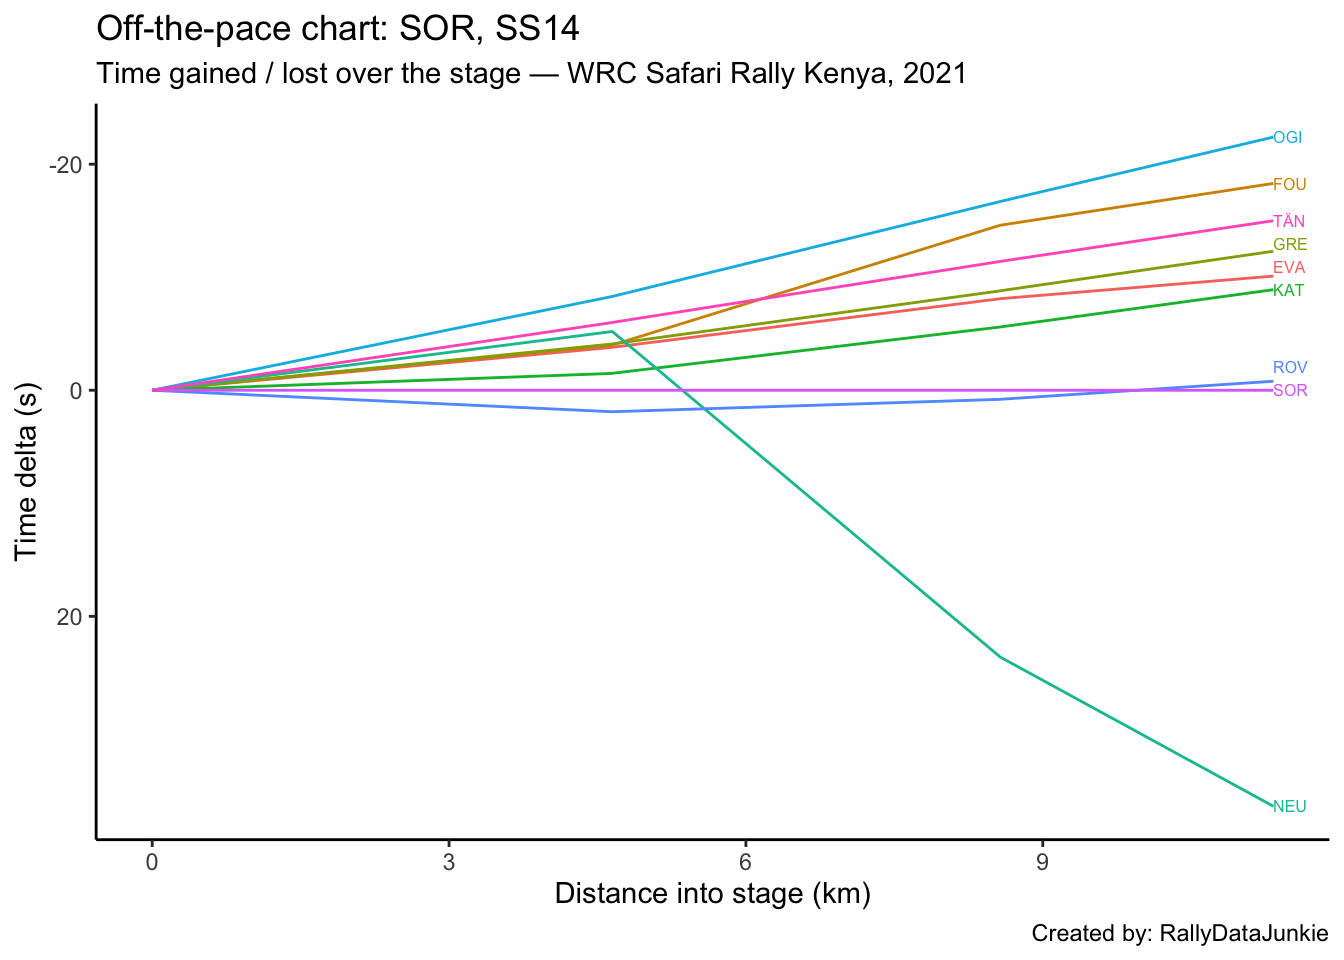 Off-the-pace chart: SOR, SS14
Time gained / lost over the stage — WRC Safari Rally Kenya, 2021
Time delta (s)
-20
0
20
OGI
FOU
TÄN
GRE
EVA
KAT
ROV
SOR
NEU
0 3 6 9
Distance into stage (km)
Created by: RallyDataJunkie